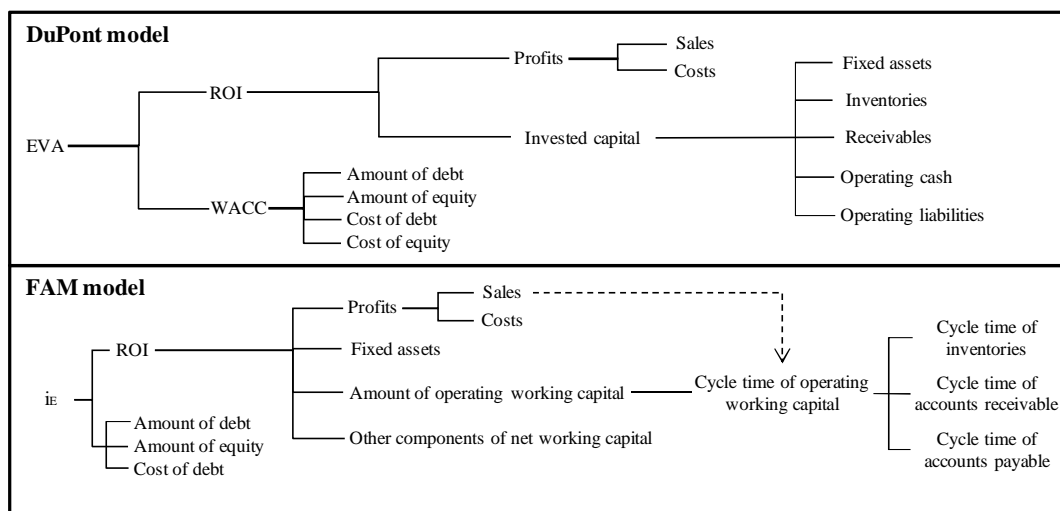 DuPont model
Sales
Profits
Costs
Fixed assets
ROI
Inventories
EVA
Invested capital
Receivables
Amount of debt
Operating cash
Amount of equity
WACC
Cost of debt
Operating liabilities
Cost of equity
FAM model
Sales
Profits
Costs
Cycle time of
inventories
ROI
Fixed assets
iE
Amount of operating working capital
Cycle time of operating
working capital
Cycle time of
accounts receivable
Amount of debt
Amount of equity
Cost of debt
Other components of net working capital
Cycle time of
accounts payable